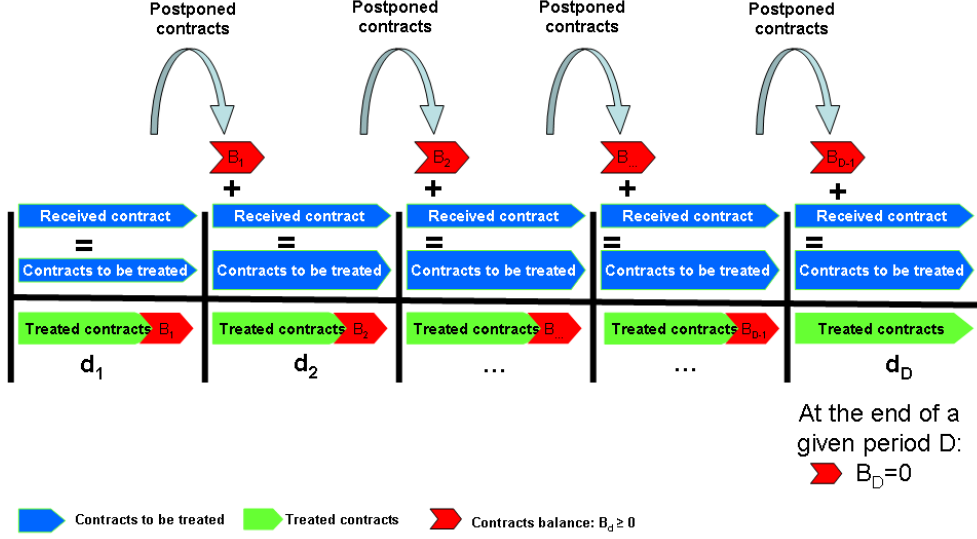 Postponed Postponed Postponed Postponed
contracts contracts contracts contracts
B1 B2 B... BD-1
+ + + +
Received contract Received contract Received contract Received contract Received contract
= = = = =
Contracts to be treated Contracts to be treated Contracts to be treated Contracts to be treated Contracts to be treated
Treated contracts B1 Treated contracts B2 Treated contracts B... Treated contracts BD-1 Treated contracts
d1 d2 ... ... dD
At the end of a
given period D:
BD=0
Contracts to be treated Treated contracts Contracts balance: Bd ≥ 0